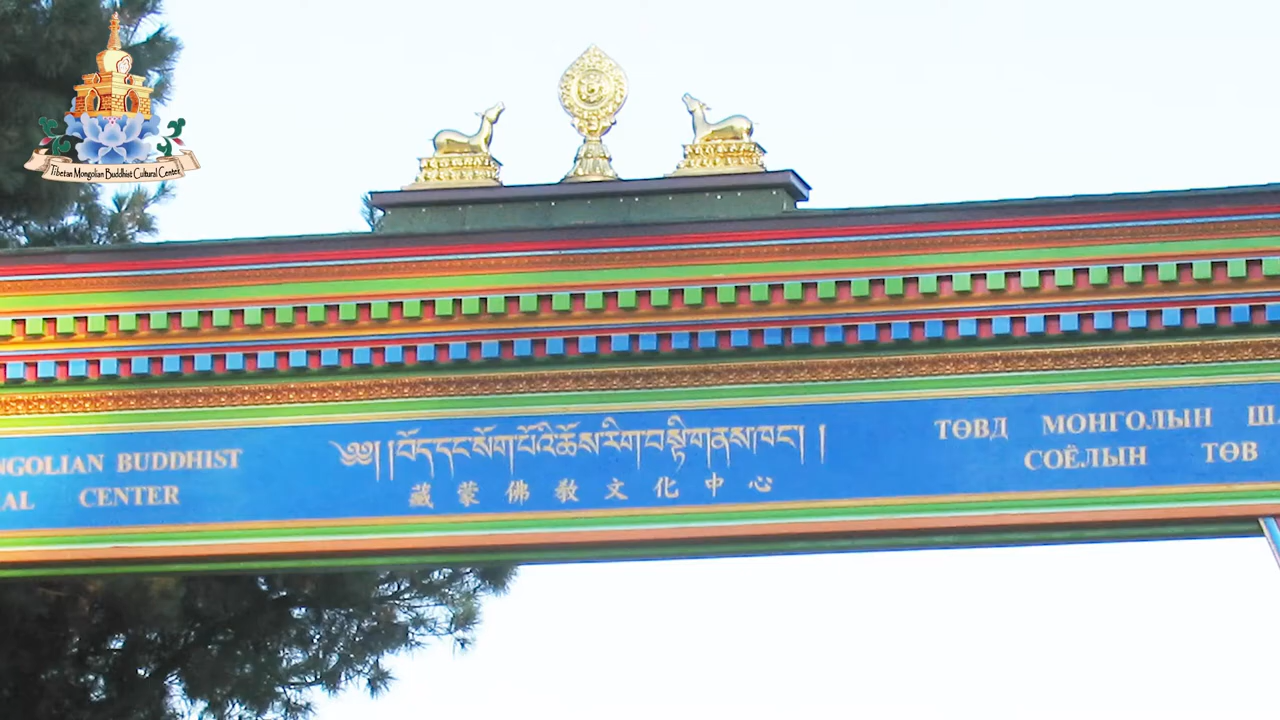 Tibetan Mongolian Buddhist Cultural Center
NGOLIAN BUDDHIST
AL CENTER
༄༅། །བོད་དང་སོག་པོའི་ཆོས་རིག་བསྟི་གནས་ཁང་། །
藏蒙佛教文化中心
ТӨВД МОНГОЛЫН Ш
СОЁЛЫН ТӨВ